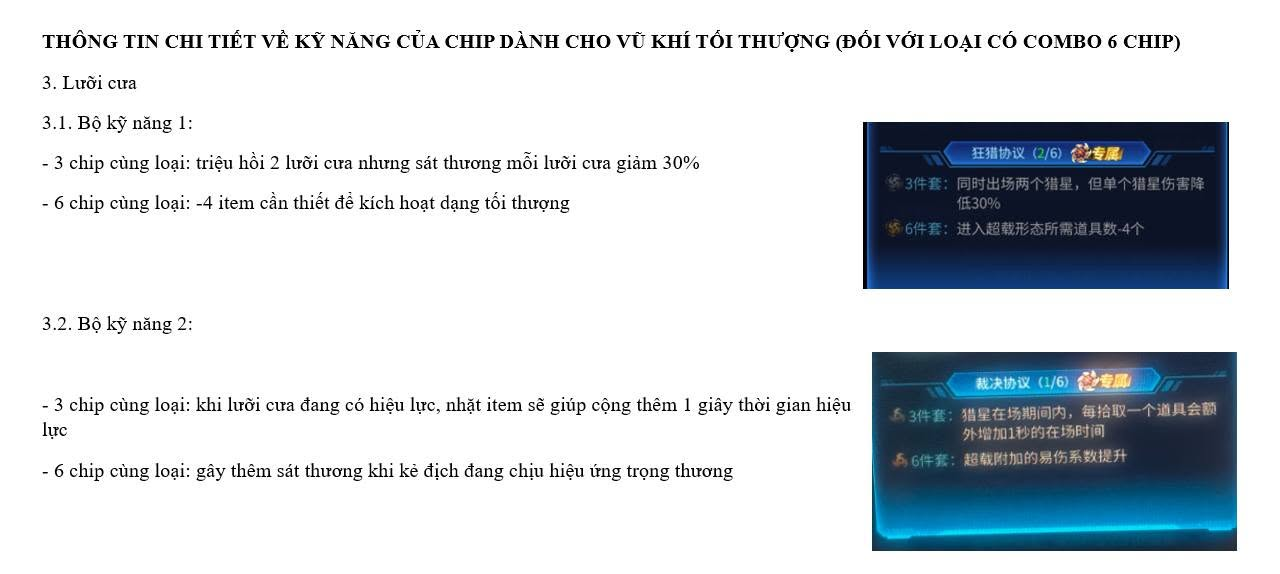 THÔNG TIN CHI TIẾT VỀ KỸ NĂNG CỦA CHIP DÀNH CHO VŨ KHÍ TỐI THƯỢNG (ĐỐI VỚI LOẠI CÓ COMBO 6 CHIP)
3. Lưỡi cưa
3.1. Bộ kỹ năng 1:
- 3 chip cùng loại: triệu hồi 2 lưỡi cưa nhưng sát thương mỗi lưỡi cưa giảm 30%
- 6 chip cùng loại: -4 item cần thiết để kích hoạt dạng tối thượng
狂猎协议（2/6）专属
3件套：同时出场两个猎星，但单个猎星伤害降
低30%
6件套：进入超载形态所需道具数-4个
3.2. Bộ kỹ năng 2:
- 3 chip cùng loại: khi lưỡi cưa đang có hiệu lực, nhặt item sẽ giúp cộng thêm 1 giây thời gian hiệu
lực
- 6 chip cùng loại: gây thêm sát thương khi kẻ địch đang chịu hiệu ứng trọng thương
裁决协议（1/6）专属
3件套：猎星在场期间内，每拾取一个道具会额
外增加1秒的在场时间
6件套：超载附加的易伤系数提升